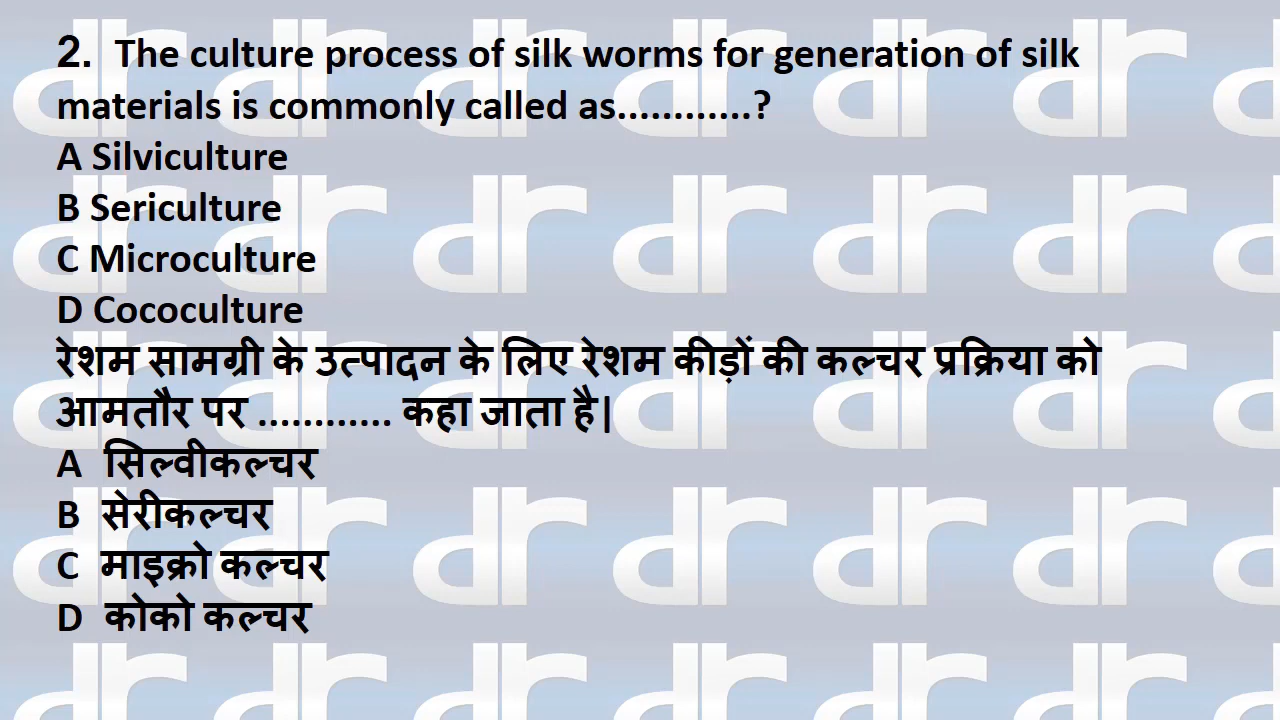 2. The culture process of silk worms for generation of silk
materials is commonly called as............?
A Silviculture
B Sericulture
C Microculture
D Cococulture
रेशम सामग्री के उत्पादन के लिए रेशम कीड़ों की कल्चर प्रक्रिया को
आमतौर पर ............ कहा जाता है|
A सिल्वीकल्चर
B सेरीकल्चर
C माइक्रो कल्चर
D कोको कल्चर